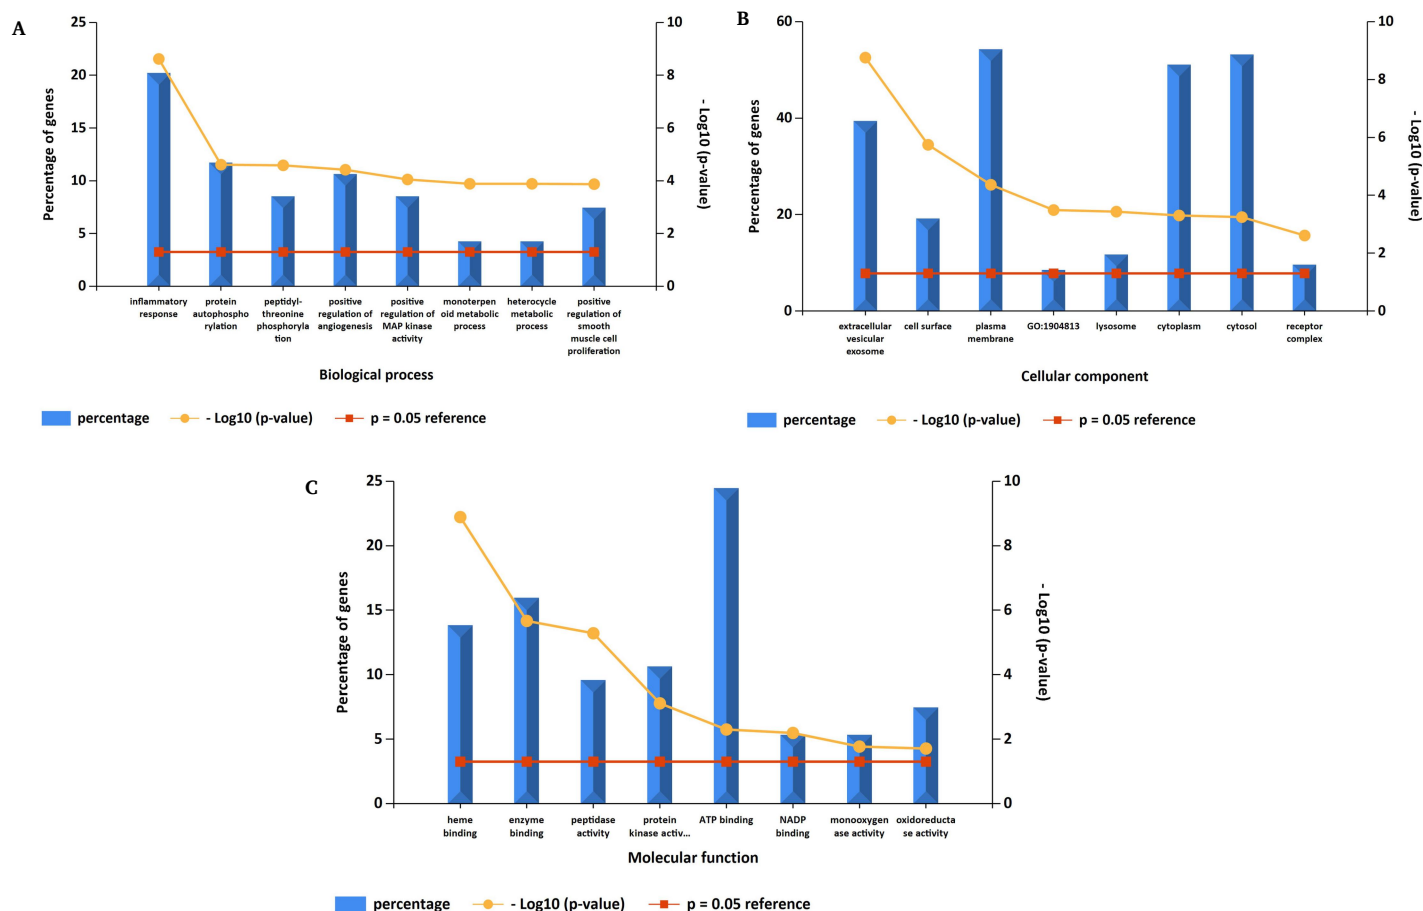 A
25
20
15
10
5
0
Percentage of genes
10
8
6
4
2
0
- Log10 (p-value)
inflammatory
response
protein
autophospho
rylation
peptidyl-
threonine
phosphoryla
tion
positive
regulation of
angiogenesis
positive
regulation of
MAP kinase
activity
monoterpen
oid metabolic
process
heterocycle
metabolic
process
positive
regulation of
smooth
muscle cell
proliferation
Biological process
percentage
- Log10 (p-value)
p = 0.05 reference
B
60
40
20
0
Percentage of genes
10
8
6
4
2
0
- Log10 (p-value)
extracellular
vesicular
exosome
cell surface
plasma
membrane
GO:1904813
lysosome
cytoplasm
cytosol
receptor
complex
Cellular component
percentage
- Log10 (p-value)
p = 0.05 reference
C
25
20
15
10
5
0
Percentage of genes
10
8
6
4
2
0
- Log10 (p-value)
heme
binding
enzyme
binding
peptidase
activity
protein
kinase activ...
ATP binding
NADP
binding
monooxygen
ase activity
oxidoreducta
se activity
Molecular function
percentage
- Log10 (p-value)
p = 0.05 reference